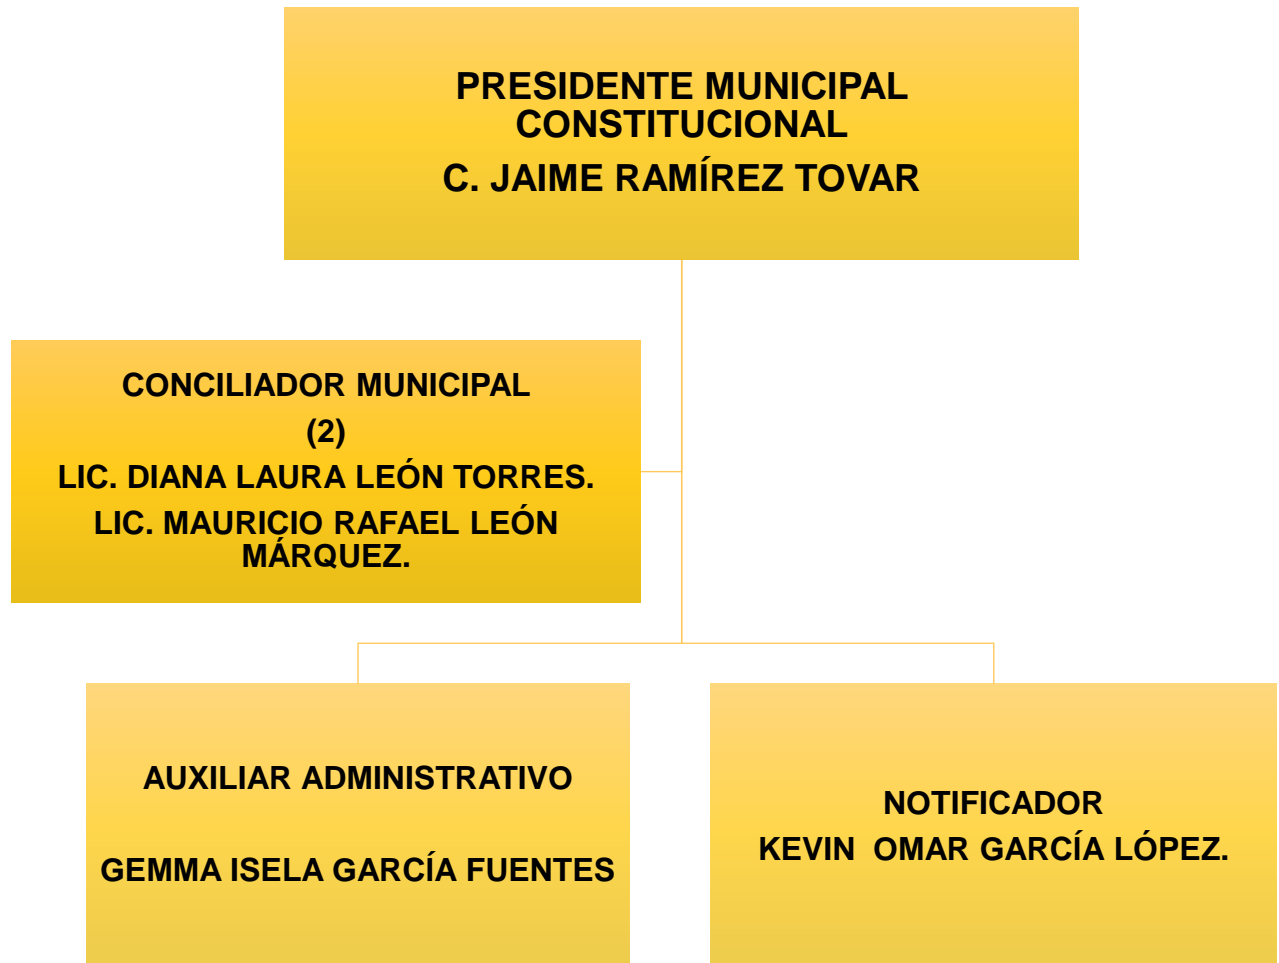 PRESIDENTE MUNICIPAL
CONSTITUCIONAL
C. JAIME RAMÍREZ TOVAR
CONCILIADOR MUNICIPAL
(2)
LIC. DIANA LAURA LEÓN TORRES.
LIC. MAURICIO RAFAEL LEÓN
MÁRQUEZ.
AUXILIAR ADMINISTRATIVO
GEMMA ISELA GARCÍA FUENTES
NOTIFICADOR
KEVIN  OMAR GARCÍA LÓPEZ.